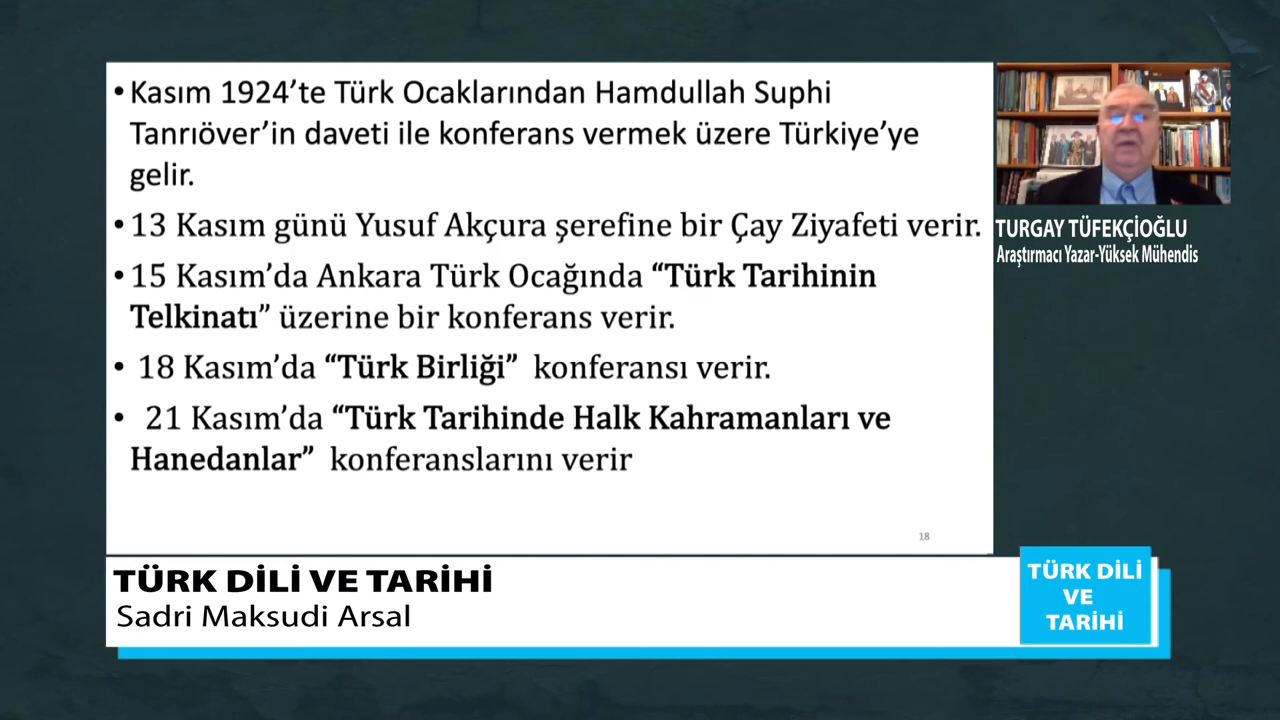 •Kasım 1924’te Türk Ocaklarından Hamdullah Suphi
Tanrıöver’in daveti ile konferans vermek üzere Türkiye’ye
gelir.
•13 Kasım günü Yusuf Akçura şerefine bir Çay Ziyafeti verir.
•15 Kasım’da Ankara Türk Ocağında “Türk Tarihinin
Telkinatı” üzerine bir konferans verir.
• 18 Kasım’da “Türk Birliği” konferansı verir.
• 21 Kasım’da “Türk Tarihinde Halk Kahramanları ve
Hanedanlar” konferanslarını verir
18
TURGAY TÜFEKÇİOĞLU
Araştırmacı Yazar-Yüksek Mühendis
TÜRK DİLİ VE TARİHİ
Sadri Maksudi Arsal
TÜRK DİLİ
VE
TARİHİ